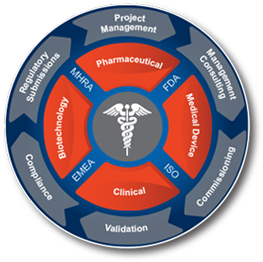 Project
Management
Management
Consulting
Commissioning
Validation
Compliance
Regulatory
Submissions
Pharmaceutical
FDA
Medical Device
ISO
Clinical
EMEA
Biotechnology
MHRA